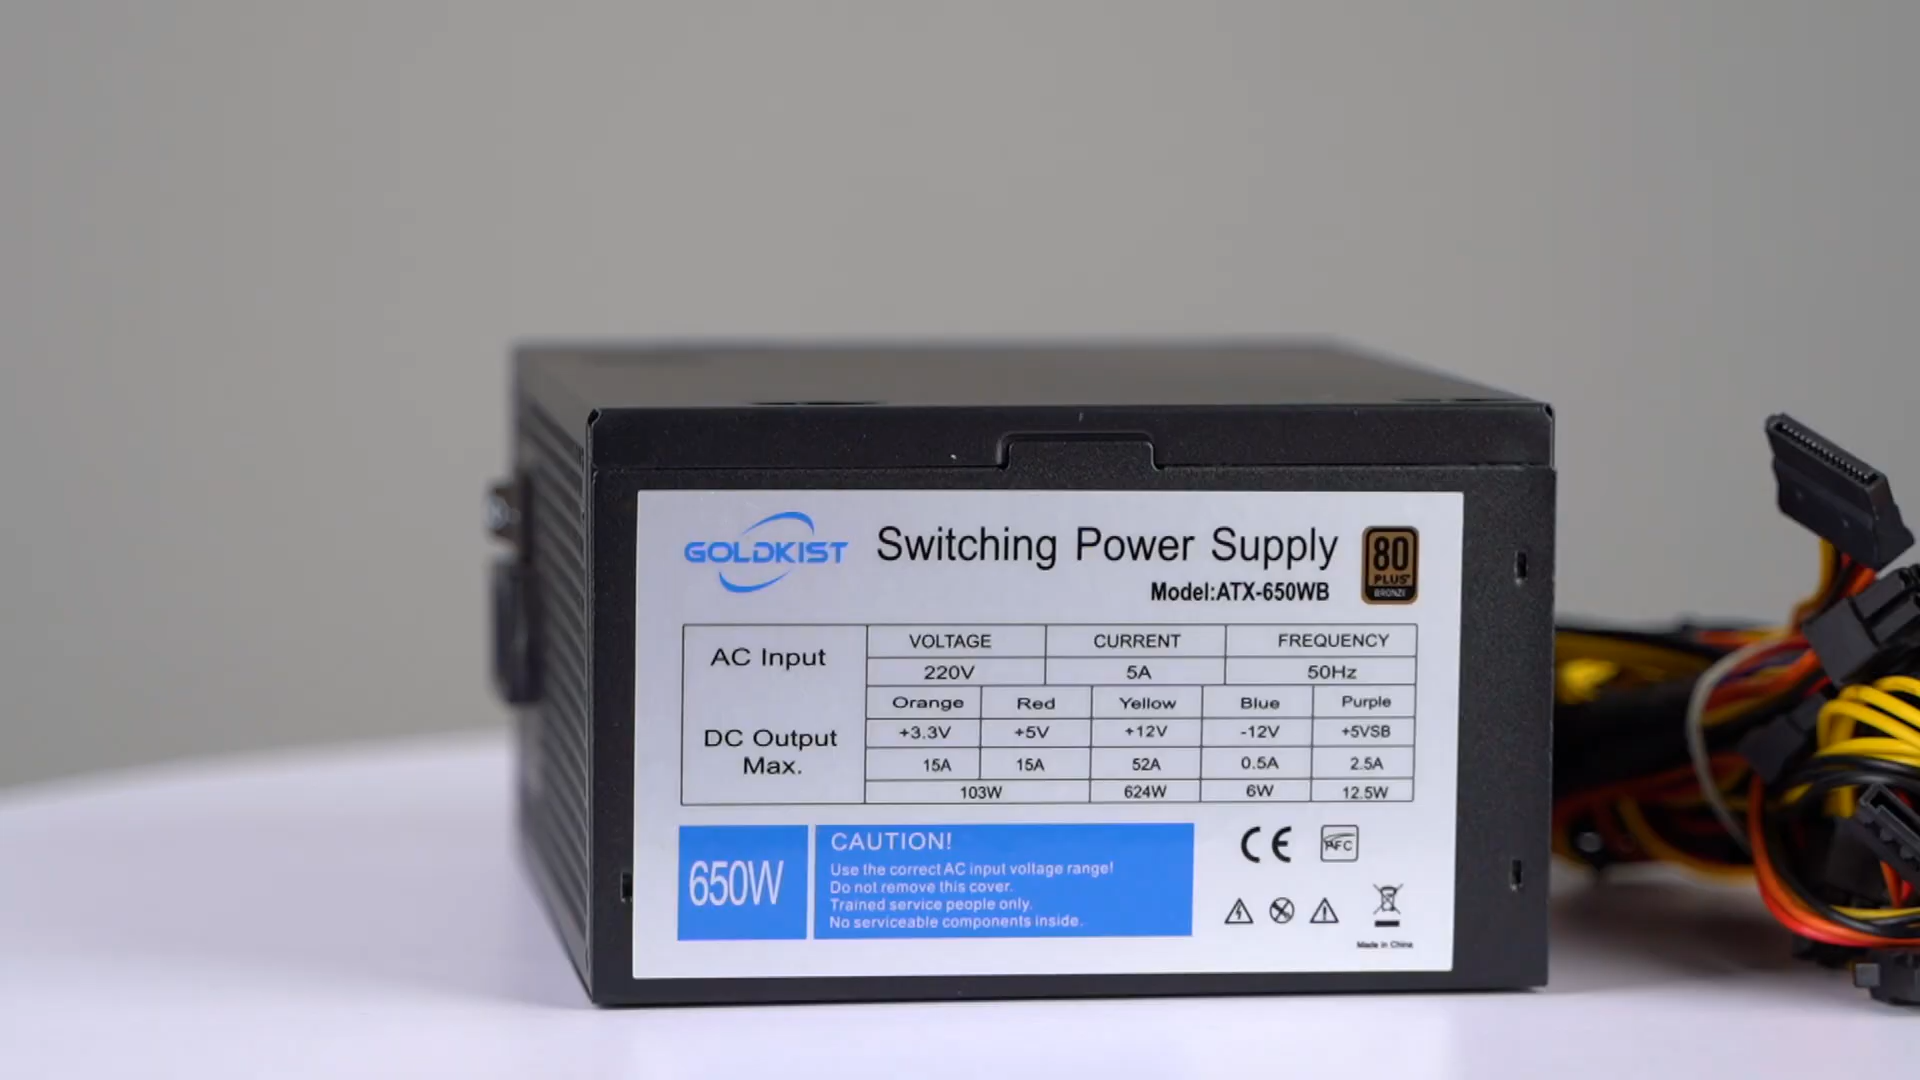 GOLDKIST
Switching Power Supply
80
PLUS
BRONZE
Model:ATX-650WB
AC Input
VOLTAGE CURRENT FREQUENCY
220V 5A 50Hz
DC Output
Max.
Orange Red Yellow Blue Purple
+3.3V +5V +12V -12V +5VSB
15A 15A 52A 0.5A 2.5A
103W 624W 6W 12.5W
650W
CAUTION!
Use the correct AC input voltage range!
Do not remove this cover.
Trained service people only.
No serviceable components inside.
CE
PFC
Made in China